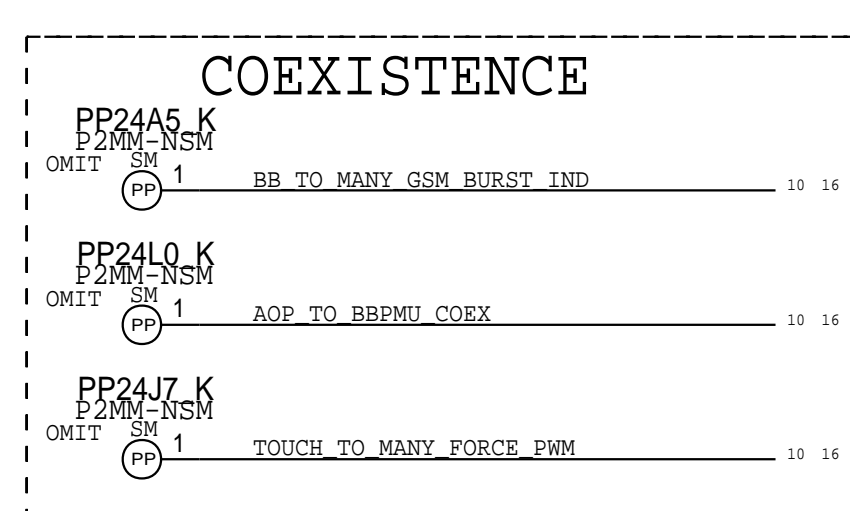 COEXISTENCE
PP24A5_K
P2MM-NSM
OMIT SM
PP 1 BB_TO_MANY_GSM_BURST_IND 10 16
PP24L0_K
P2MM-NSM
OMIT SM
PP 1 AOP_TO_BBPMU_COEX 10 16
PP24J7_K
P2MM-NSM
OMIT SM
PP 1 TOUCH_TO_MANY_FORCE_PWM 10 16